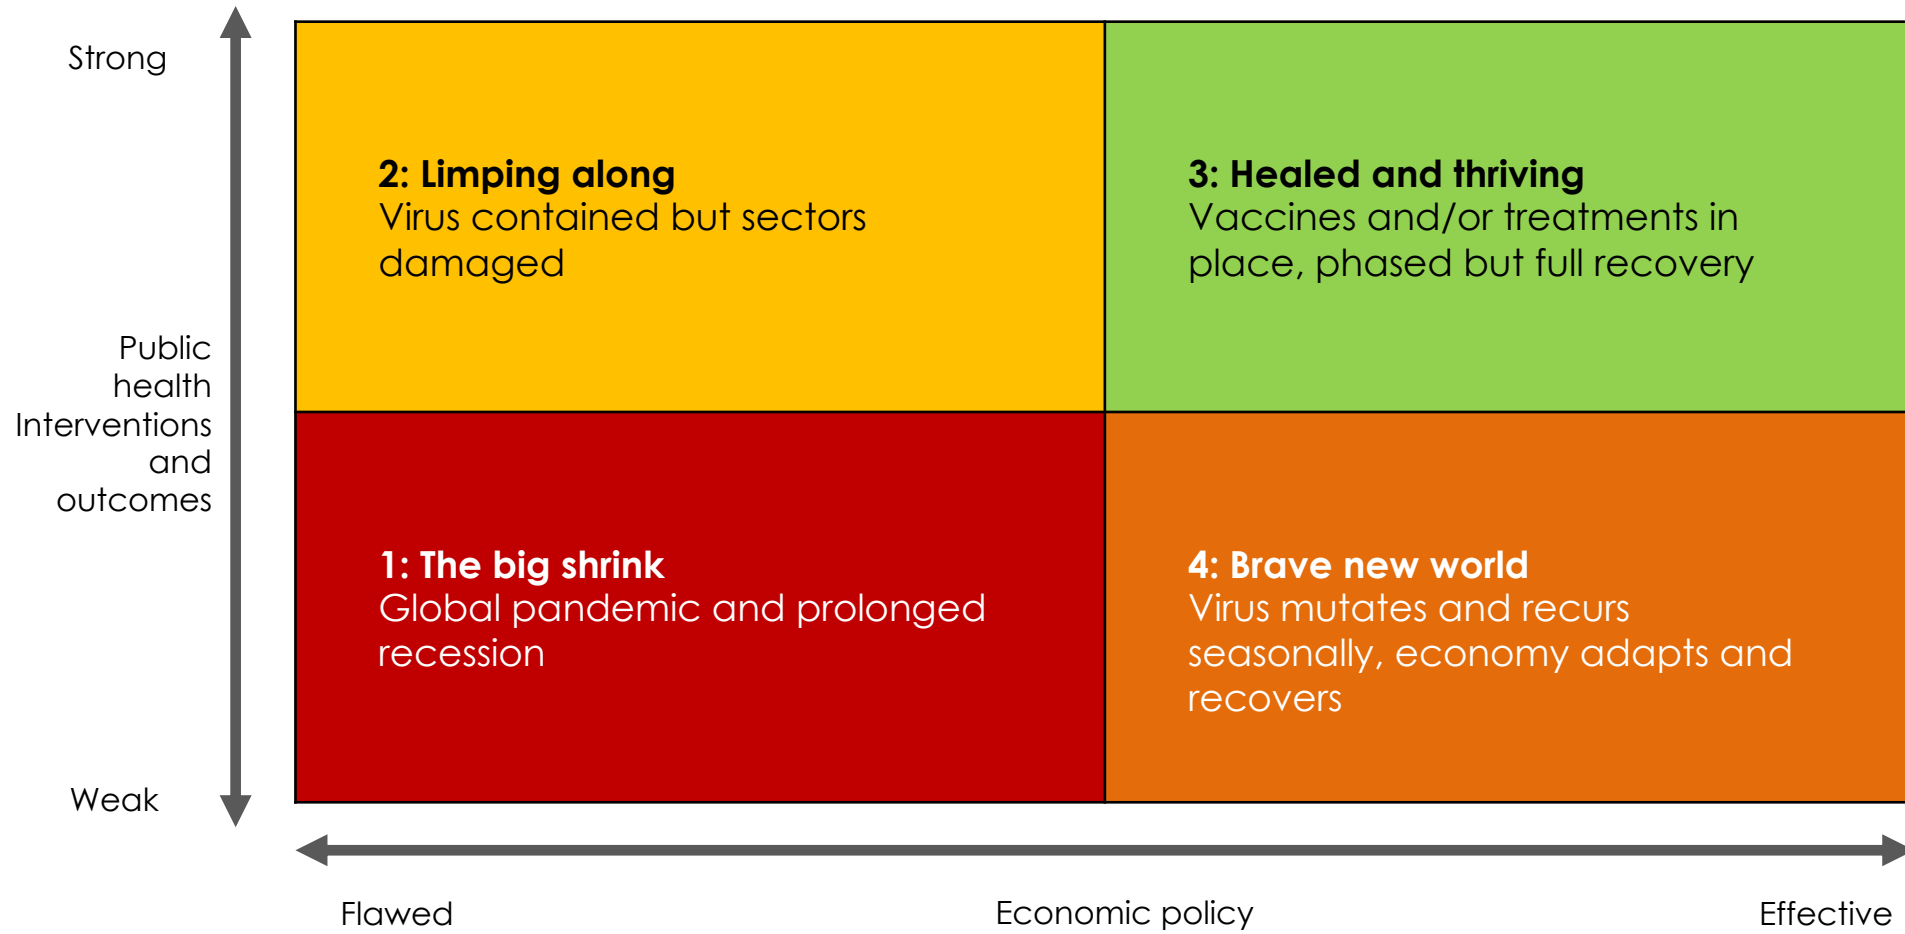 Strong
2: Limping along
Virus contained but sectors
damaged
3: Healed and thriving
Vaccines and/or treatments in
place, phased but full recovery
Public
health
Interventions
and
outcomes
1: The big shrink
Global pandemic and prolonged
recession
4: Brave new world
Virus mutates and recurs
seasonally, economy adapts and
recovers
Weak
Flawed
Economic policy
Effective